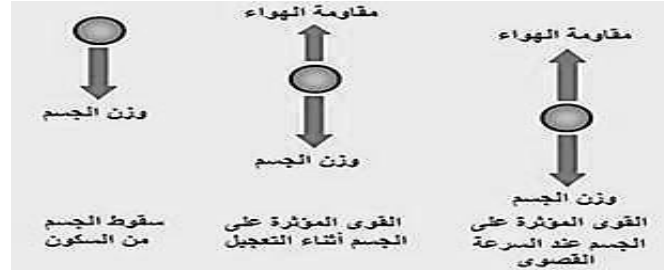 مقاومة الهواء
وزن الجسم
القوى المؤثرة على
الجسم عند السرعة
القصوى
مقاومة الهواء
وزن الجسم
القوى المؤثرة على
الجسم أثناء التعجيل
وزن الجسم
سقوط الجسم
من السكون